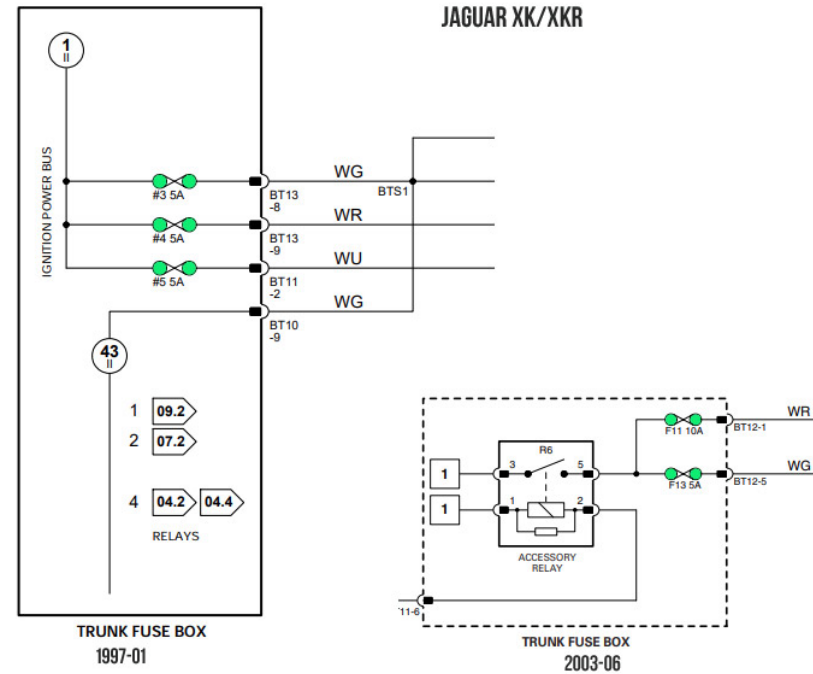 JAGUAR XK/XKR
1
II
IGNITION POWER BUS
#3 5A
BT13
-8
WG
BTS1
#4 5A
BT13
-9
WR
#5 5A
BT11
-2
WU
BT10
-9
WG
43
II
1 09.2
2 07.2
4 04.2 04.4
RELAYS
TRUNK FUSE BOX
1997-01
F11 10A
BT12-1
WR
R6
1
3
5
F13 5A
BT12-5
WG
1
1
2
ACCESSORY
RELAY
11-6
TRUNK FUSE BOX
2003-06